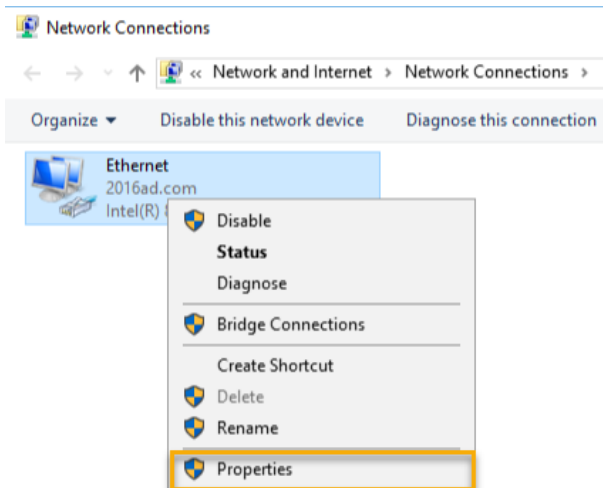 Network Connections
« Network and Internet > Network Connections >
Organize Disable this network device Diagnose this connection
Ethernet
2016ad.com
Intel(R)
Disable
Status
Diagnose
Bridge Connections
Create Shortcut
Delete
Rename
Properties